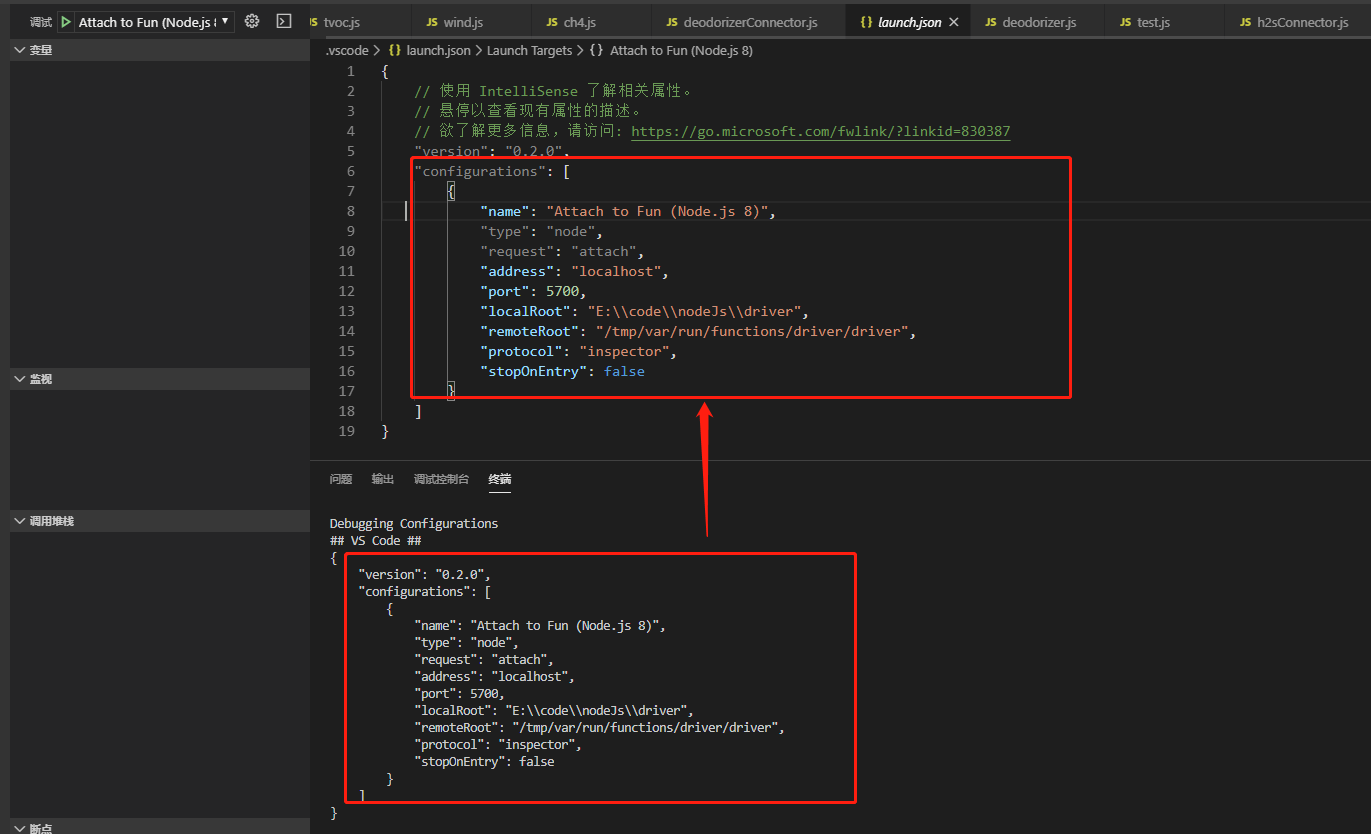 调试 Attach to Fun (Node.js
tvoc.js
JS wind.js
JS ch4.js
JS deodorizerConnector.js
{} launch.json
JS deodorizer.js
JS test.js
JS h2sConnector.js
变量
监视
调用堆栈
断点
.vscode > {} launch.json > Launch Targets > {} Attach to Fun (Node.js 8)
1 {
2 // 使用 IntelliSense 了解相关属性。
3 // 悬停以查看现有属性的描述。
4 // 欲了解更多信息，请访问: https://go.microsoft.com/fwlink/?linkid=830387
5 "version": "0.2.0",
6 "configurations": [
7 {
8 "name": "Attach to Fun (Node.js 8)",
9 "type": "node",
10 "request": "attach",
11 "address": "localhost",
12 "port": 5700,
13 "localRoot": "E:\\code\\nodeJs\\driver",
14 "remoteRoot": "/tmp/var/run/functions/driver/driver",
15 "protocol": "inspector",
16 "stopOnEntry": false
17 }
18 ]
19 }
问题 输出 调试控制台 终端
Debugging Configurations
## VS Code ##
{
"version": "0.2.0",
"configurations": [
{
"name": "Attach to Fun (Node.js 8)",
"type": "node",
"request": "attach",
"address": "localhost",
"port": 5700,
"localRoot": "E:\\code\\nodeJs\\driver",
"remoteRoot": "/tmp/var/run/functions/driver/driver",
"protocol": "inspector",
"stopOnEntry": false
}
]
}